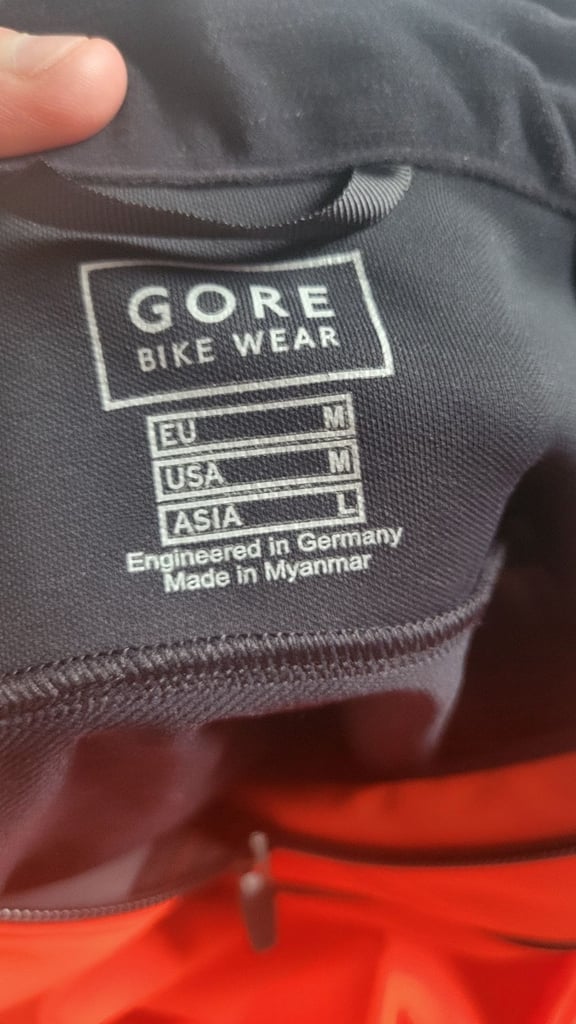 GORE
BIKE WEAR
EU M
USA M
ASIA L
Engineered in Germany
Made in Myanmar